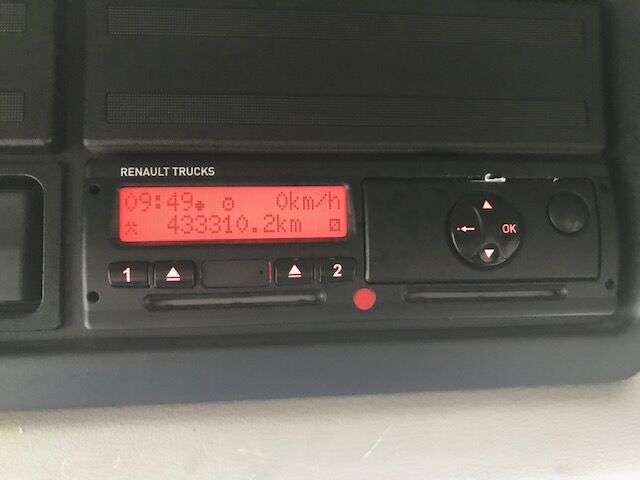 RENAULT TRUCKS
09:49 0km/h
433310.2km
1 2
OK